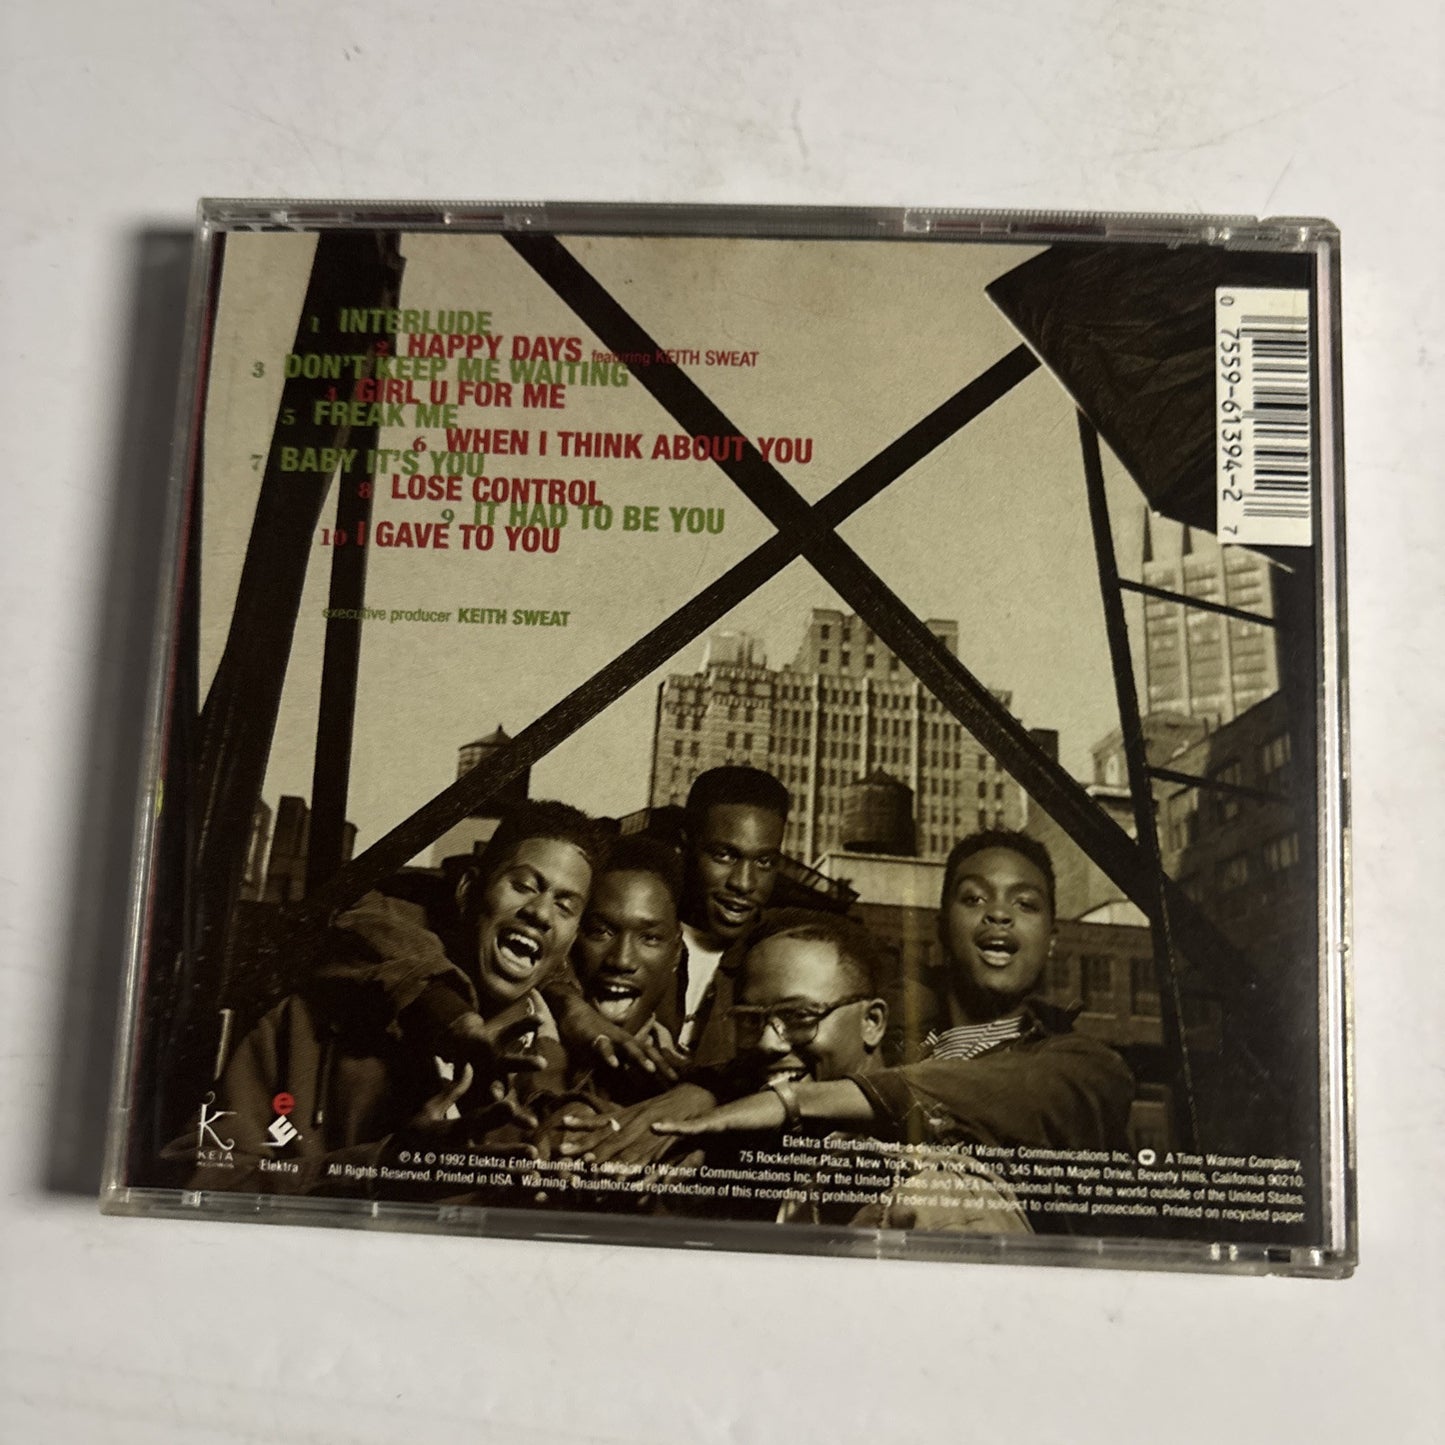 1 INTERLUDE
2 HAPPY DAYS featuring KEITH SWEAT
3 DON'T KEEP ME WAITING
4 GIRL U FOR ME
5 FREAK ME
6 WHEN I THINK ABOUT YOU
7 BABY IT'S YOU
8 LOSE CONTROL
9 IT HAD TO BE YOU
10 I GAVE TO YOU
executive producer KEITH SWEAT
0 7559-61394-2 7
K
KEIA
RECORDS
e
Elektra
Elektra Entertainment, a division of Warner Communications Inc., A Time Warner Company.
75 Rockefeller Plaza, New York, New York 10019, 345 North Maple Drive, Beverly Hills, California 90210.
℗ & © 1992 Elektra Entertainment, a division of Warner Communications Inc. for the United States and WEA International Inc. for the world outside of the United States.
All Rights Reserved. Printed in USA. Warning: Unauthorized reproduction of this recording is prohibited by Federal law and subject to criminal prosecution. Printed on recycled paper.